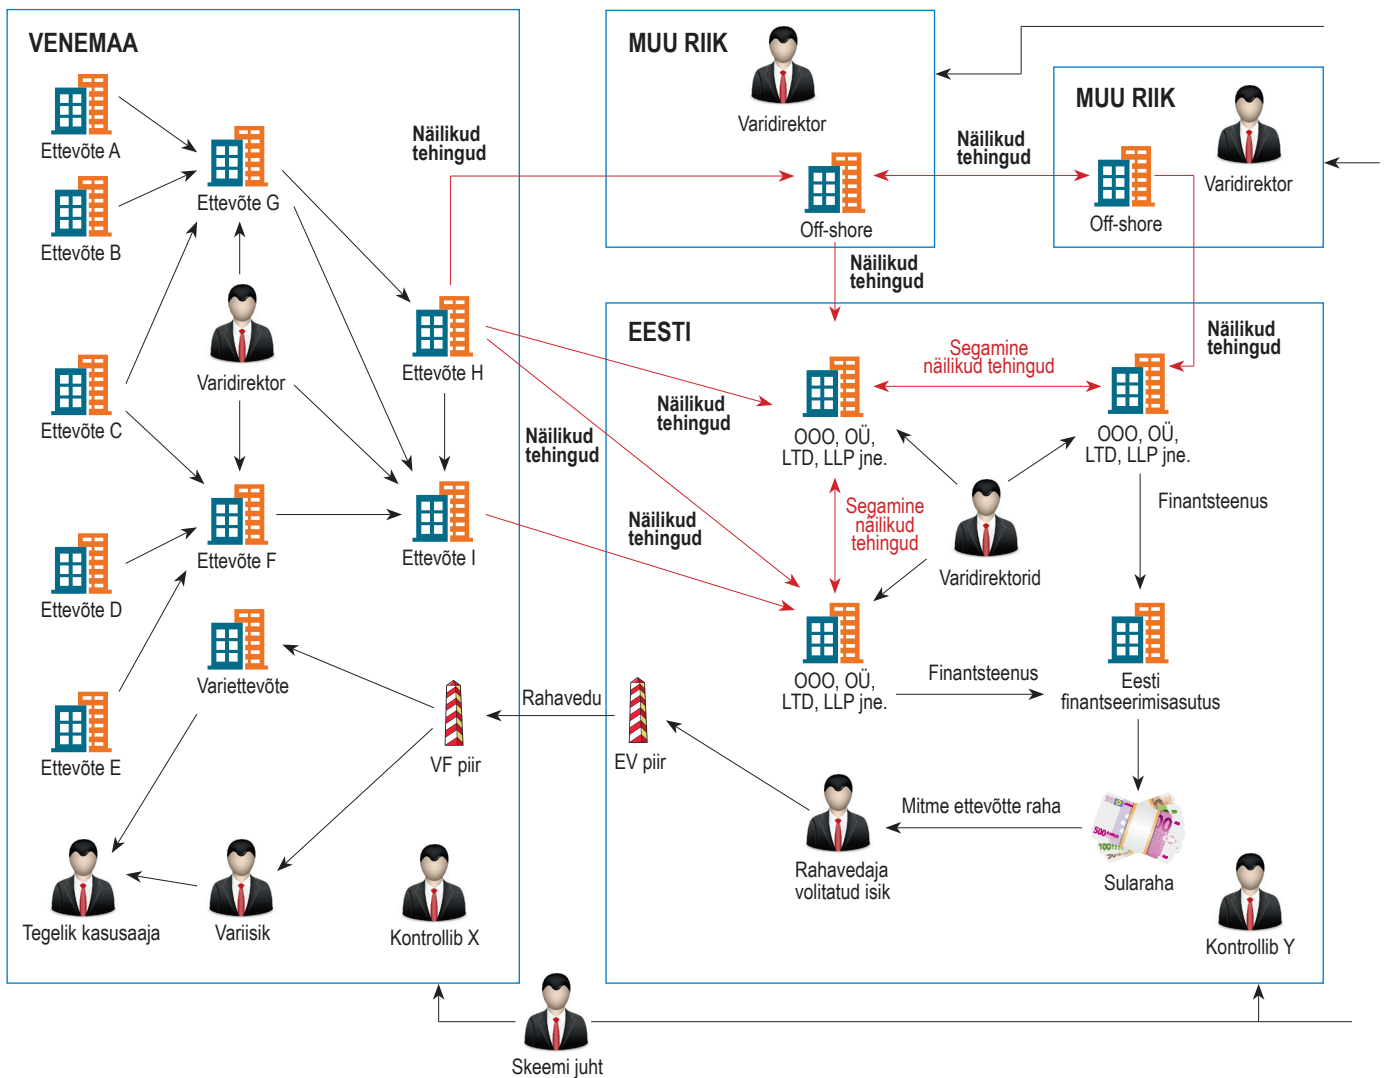 VENEMAA
Ettevõte A
Ettevõte B
Ettevõte G
Varidirektor
Ettevõte C
Ettevõte H
Ettevõte D
Ettevõte F
Ettevõte I
Variettevõte
Ettevõte E
VF piir
Tegelik kasusaaja
Variisik
Kontrollib X
Näilikud
tehingud
MUU RIIK
Varidirektor
Off-shore
Näilikud
tehingud
MUU RIIK
Varidirektor
Off-shore
Näilikud
tehingud
Näilikud
tehingud
EESTI
Segamine
näilikud tehingud
Näilikud
tehingud
Näilikud
tehingud
Näilikud
tehingud
OOO, OÜ,
LTD, LLP jne.
OOO, OÜ,
LTD, LLP jne.
Segamine
näilikud
tehingud
Finantsteenus
Varidirektorid
OOO, OÜ,
LTD, LLP jne.
Finantsteenus
Eesti
finantseerimisasutus
Rahavedu
EV piir
Mitme ettevõtte raha
Rahavedaja
volitatud isik
500 EURO
100
Sularaha
Kontrollib Y
Skeemi juht